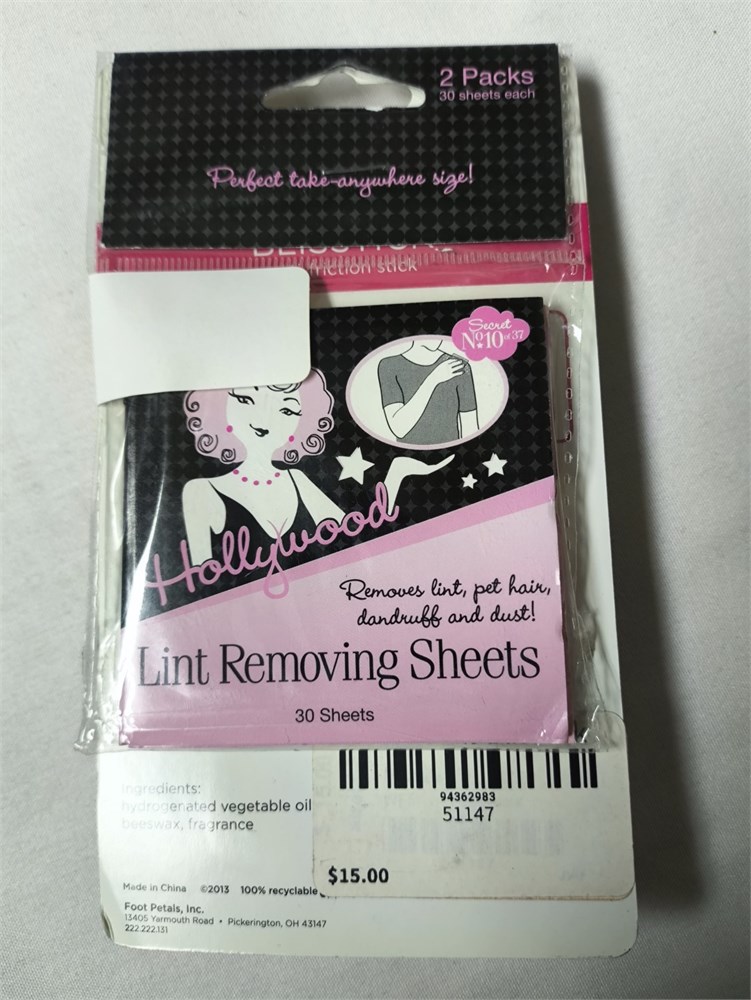 2 Packs
30 sheets each
Perfect take-anywhere size!
friction stick
Secret
No. 10 of 37
Hollywood
Removes lint, pet hair,
dandruff and dust!
Lint Removing Sheets
30 Sheets
ingredients:
hydrogenated vegetable oil
beeswax, fragrance
94362983
51147
$15.00
Made in China ©2013 100% recyclable
Foot Petals, Inc.
13405 Yarmouth Road • Pickerington, OH 43147
222.222.131